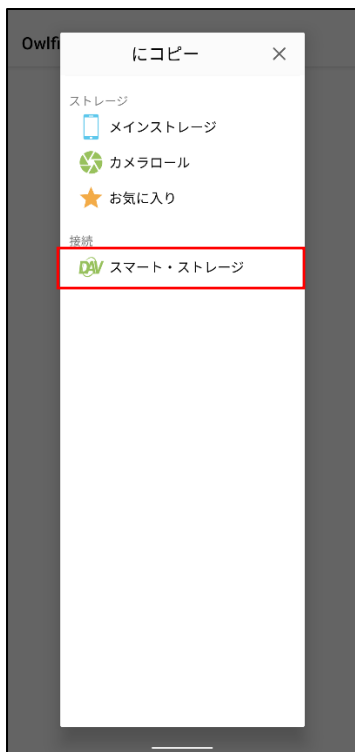 Owlfi
にコピー
ストレージ
メインストレージ
カメラロール
お気に入り
接続
DAV スマート・ストレージ